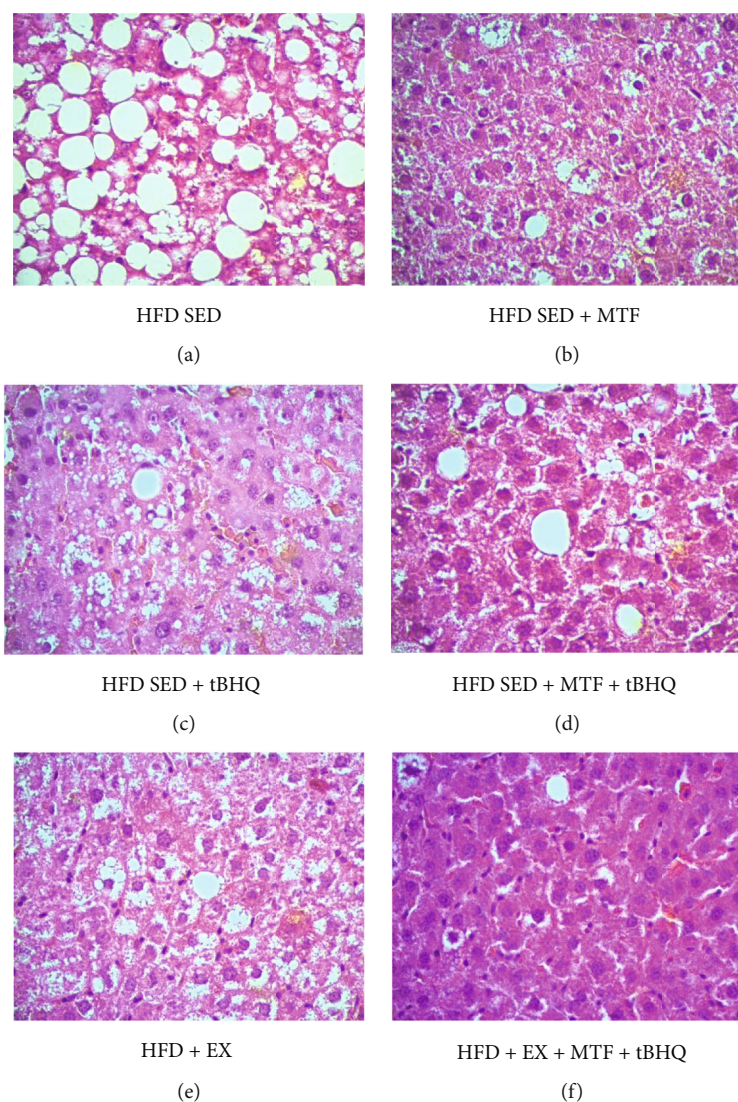 HFD SED
(a)
HFD SED + MTF
(b)
HFD SED + tBHQ
(c)
HFD SED + MTF + tBHQ
(d)
HFD + EX
(e)
HFD + EX + MTF + tBHQ
(f)